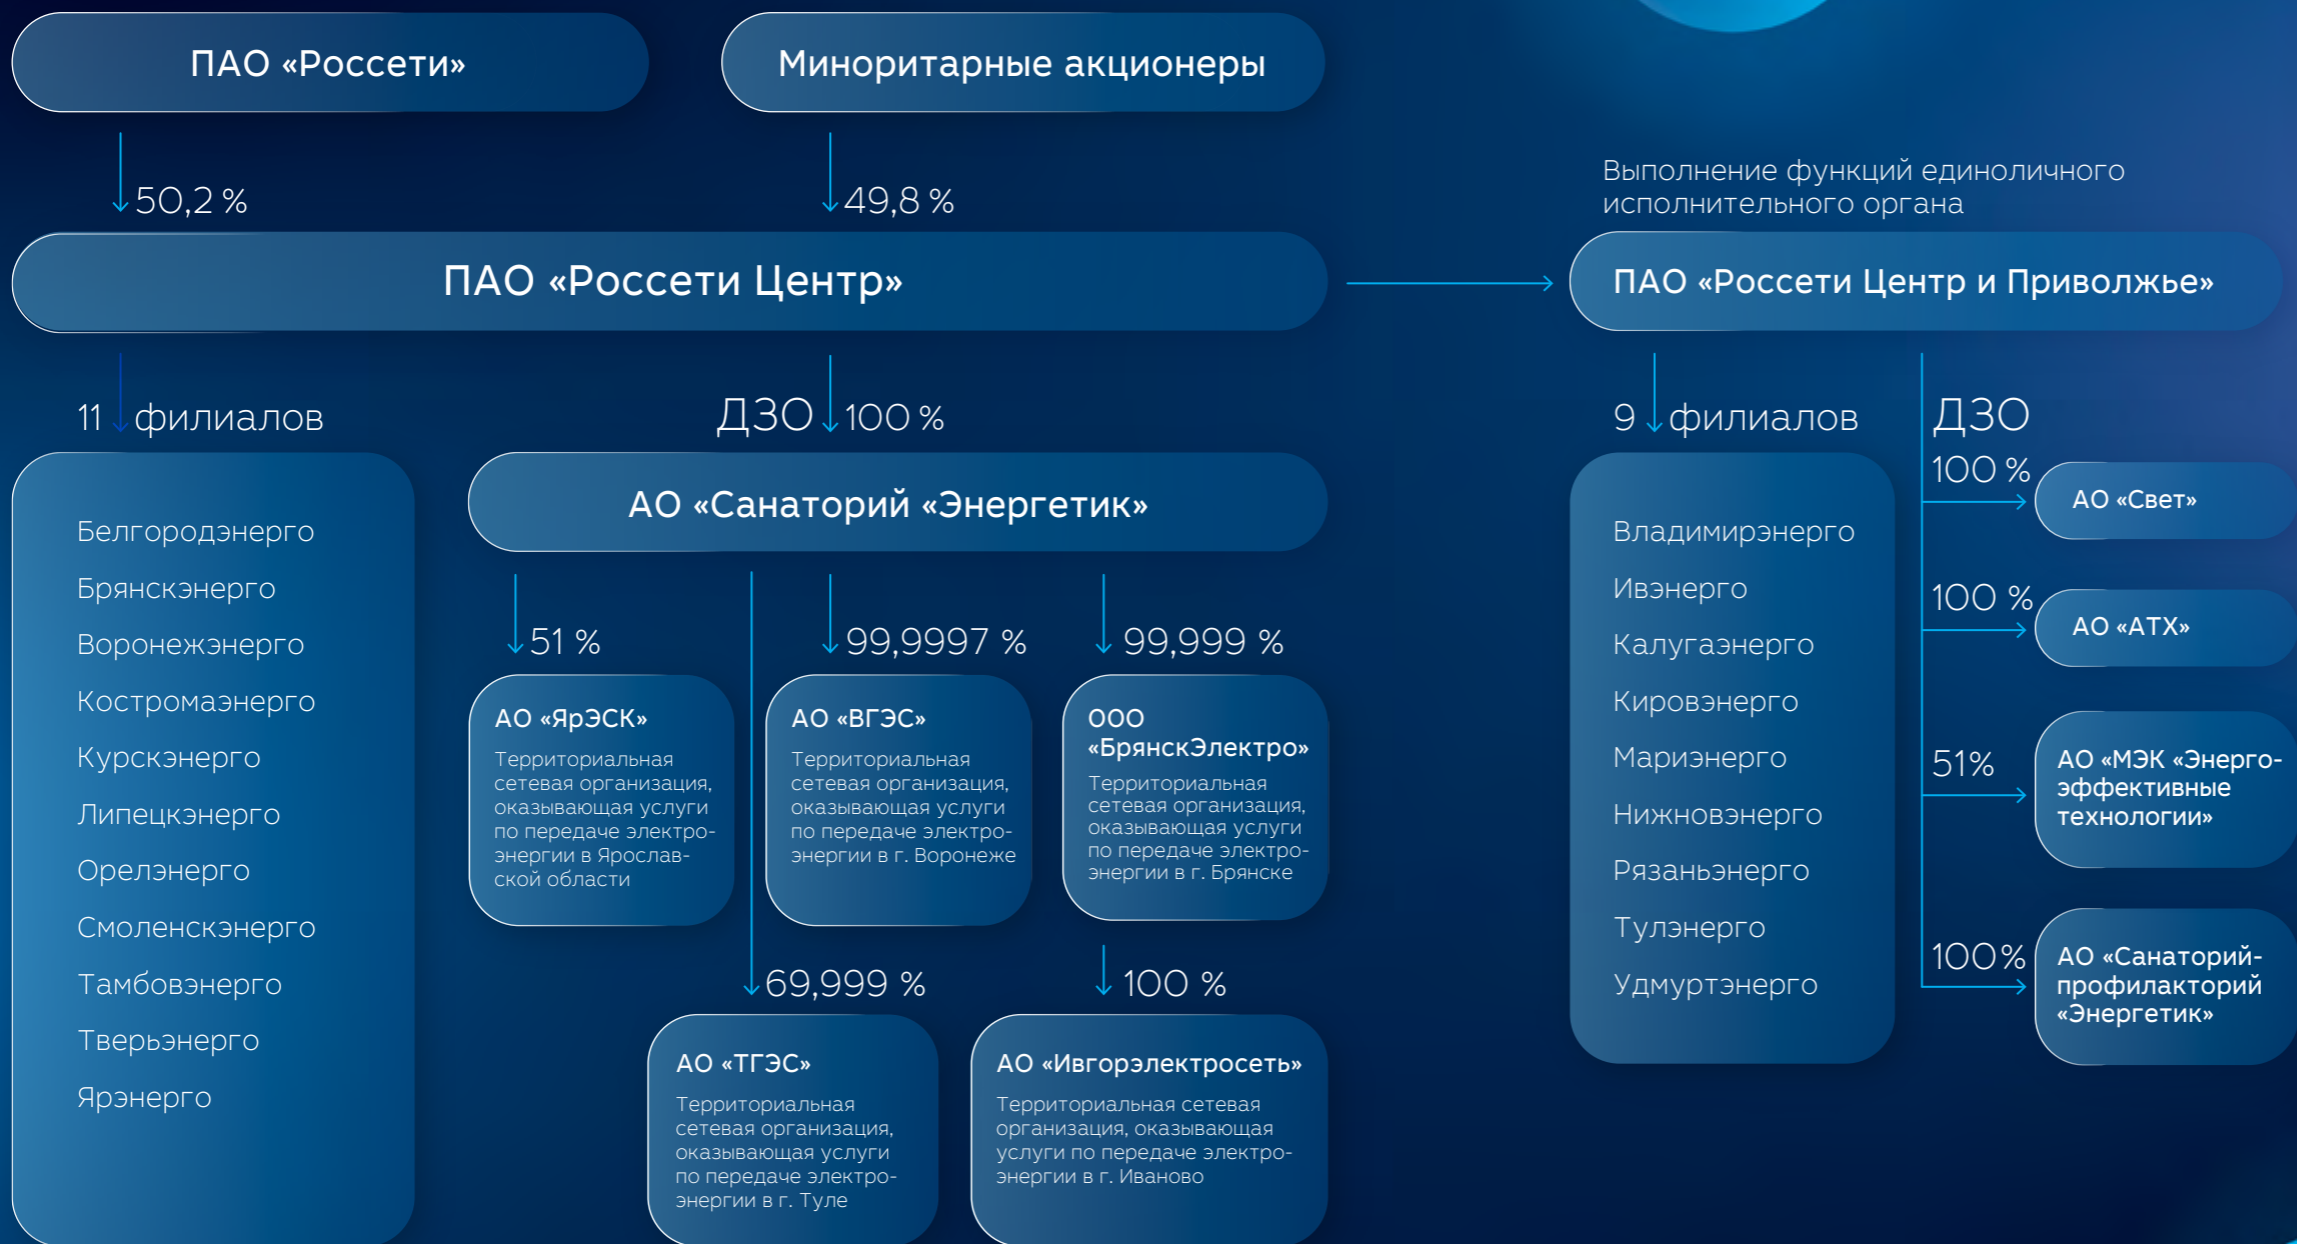 ПАО «Россети»
Миноритарные акционеры
50,2 %
49,8 %
Выполнение функций единоличного
исполнительного органа
ПАО «Россети Центр»
ПАО «Россети Центр и Приволжье»
11 филиалов
ДЗО 100 %
9 филиалов
ДЗО
Белгородэнерго
Брянскэнерго
Воронежэнерго
Костромаэнерго
Курскэнерго
Липецкэнерго
Орелэнерго
Смоленскэнерго
Тамбовэнерго
Тверьэнерго
Ярэнерго
АО «Санаторий «Энергетик»
51 %
99,9997 %
99,999 %
АО «ЯрЭСК»
Территориальная
сетевая организация,
оказывающая услуги
по передаче электро-
энергии в Ярослав-
ской области
АО «ВГЭС»
Территориальная
сетевая организация,
оказывающая услуги
по передаче электро-
энергии в г. Воронеже
ООО
«БрянскЭлектро»
Территориальная
сетевая организация,
оказывающая услуги
по передаче электро-
энергии в г. Брянске
69,999 %
100 %
АО «ТГЭС»
Территориальная
сетевая организация,
оказывающая услуги
по передаче электро-
энергии в г. Туле
АО «Ивгорэлектросеть»
Территориальная сетевая
организация, оказывающая
услуги по передаче электро-
энергии в г. Иваново
Владимирэнерго
Ивэнерго
Калугаэнерго
Кировэнерго
Мариэнерго
Нижновэнерго
Рязаньэнерго
Тулэнерго
Удмуртэнерго
100 %
АО «Свет»
100 %
АО «АТХ»
51%
АО «МЭК «Энерго-
эффективные
технологии»
100%
АО «Санаторий-
профилакторий
«Энергетик»